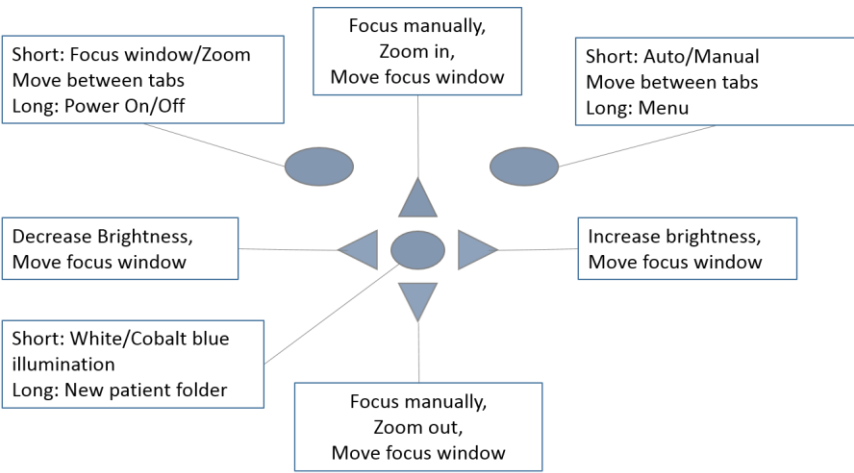 Focus manually,
Zoom in,
Move focus window
Short: Focus window/Zoom
Move between tabs
Long: Power On/Off
Short: Auto/Manual
Move between tabs
Long: Menu
Decrease Brightness,
Move focus window
Increase brightness,
Move focus window
Short: White/Cobalt blue
illumination
Long: New patient folder
Focus manually,
Zoom out,
Move focus window